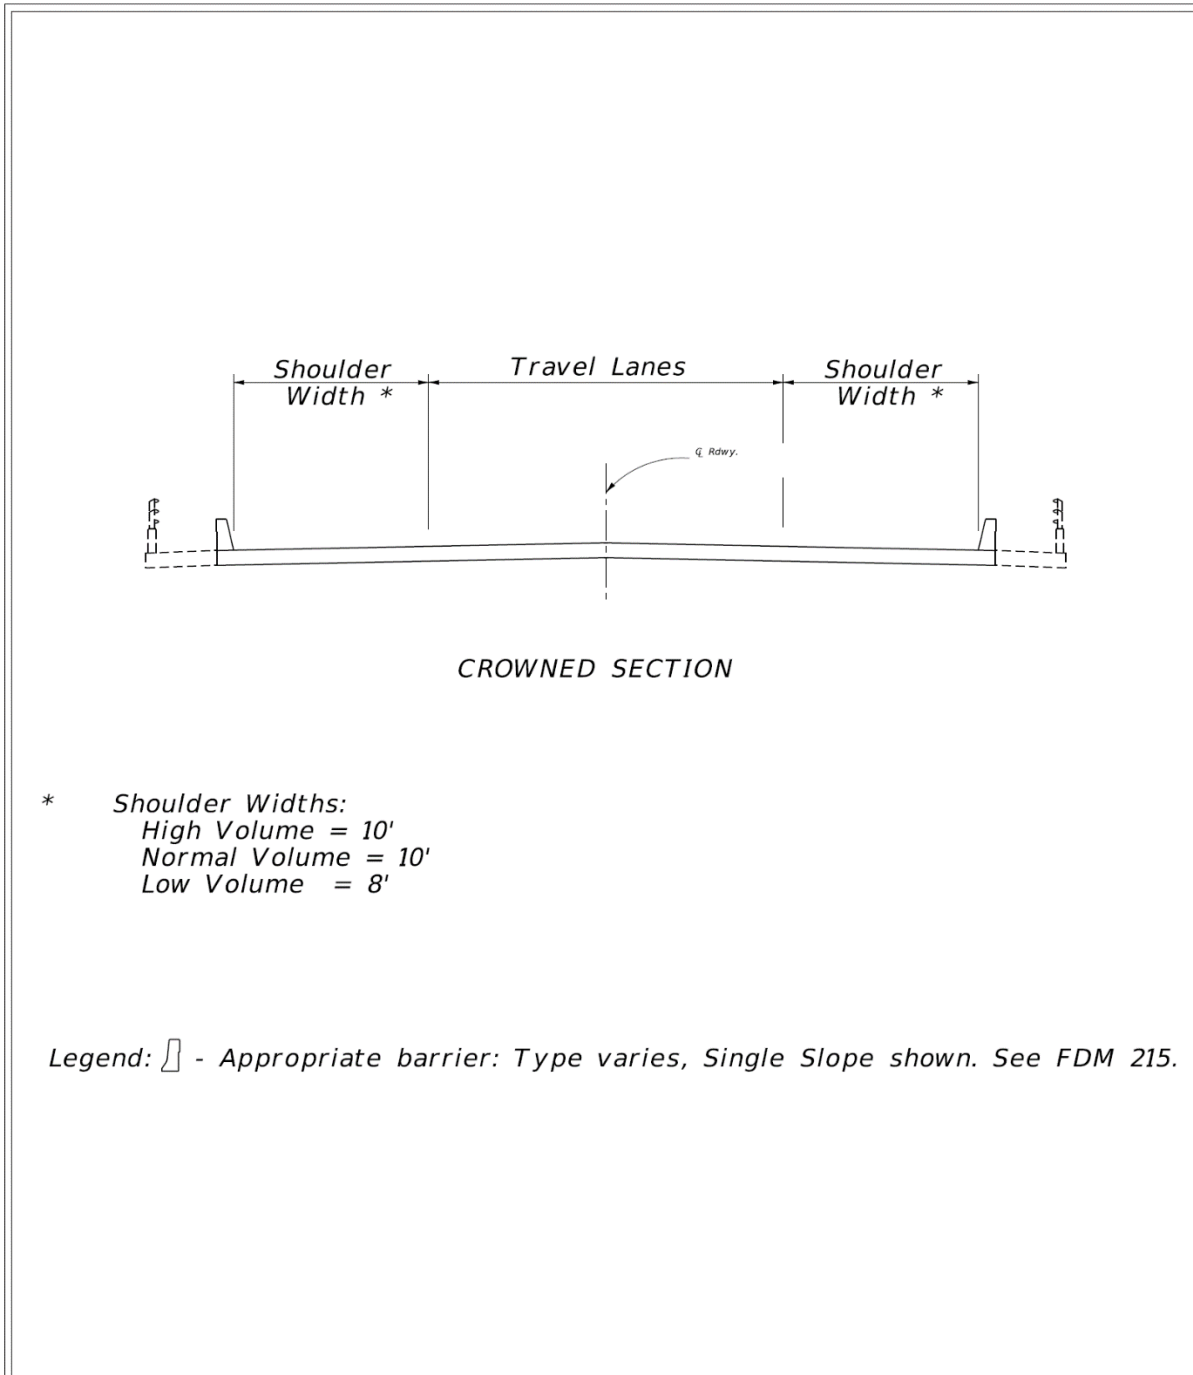 Shoulder
Width *
Travel Lanes
Shoulder
Width *
℄ Rdwy.
CROWNED SECTION
* Shoulder Widths:
High Volume = 10'
Normal Volume = 10'
Low Volume = 8'
Legend: - Appropriate barrier: Type varies, Single Slope shown. See FDM 215.